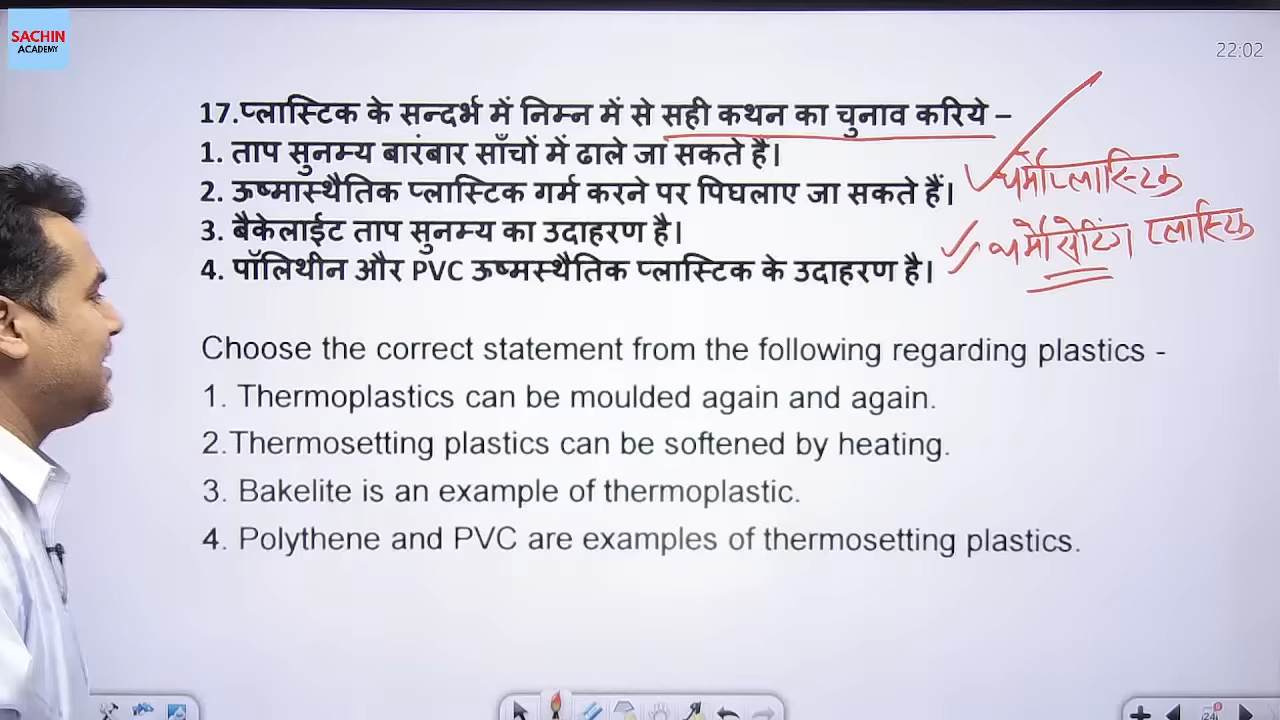 SACHIN
ACADEMY
22:02
17.प्लास्टिक के सन्दर्भ में निम्न में से सही कथन का चुनाव करिये –
1. ताप सुनम्य बारंबार साँचों में ढाले जा सकते हैं।
थर्मोप्लास्टिक
2. ऊष्मास्थैतिक प्लास्टिक गर्म करने पर पिघलाए जा सकते हैं।
3. बैकेलाईट ताप सुनम्य का उदाहरण है।
थर्मोसेटिंग प्लास्टिक
4. पॉलिथीन और PVC ऊष्मस्थैतिक प्लास्टिक के उदाहरण है।
Choose the correct statement from the following regarding plastics -
1. Thermoplastics can be moulded again and again.
2.Thermosetting plastics can be softened by heating.
3. Bakelite is an example of thermoplastic.
4. Polythene and PVC are examples of thermosetting plastics.
24